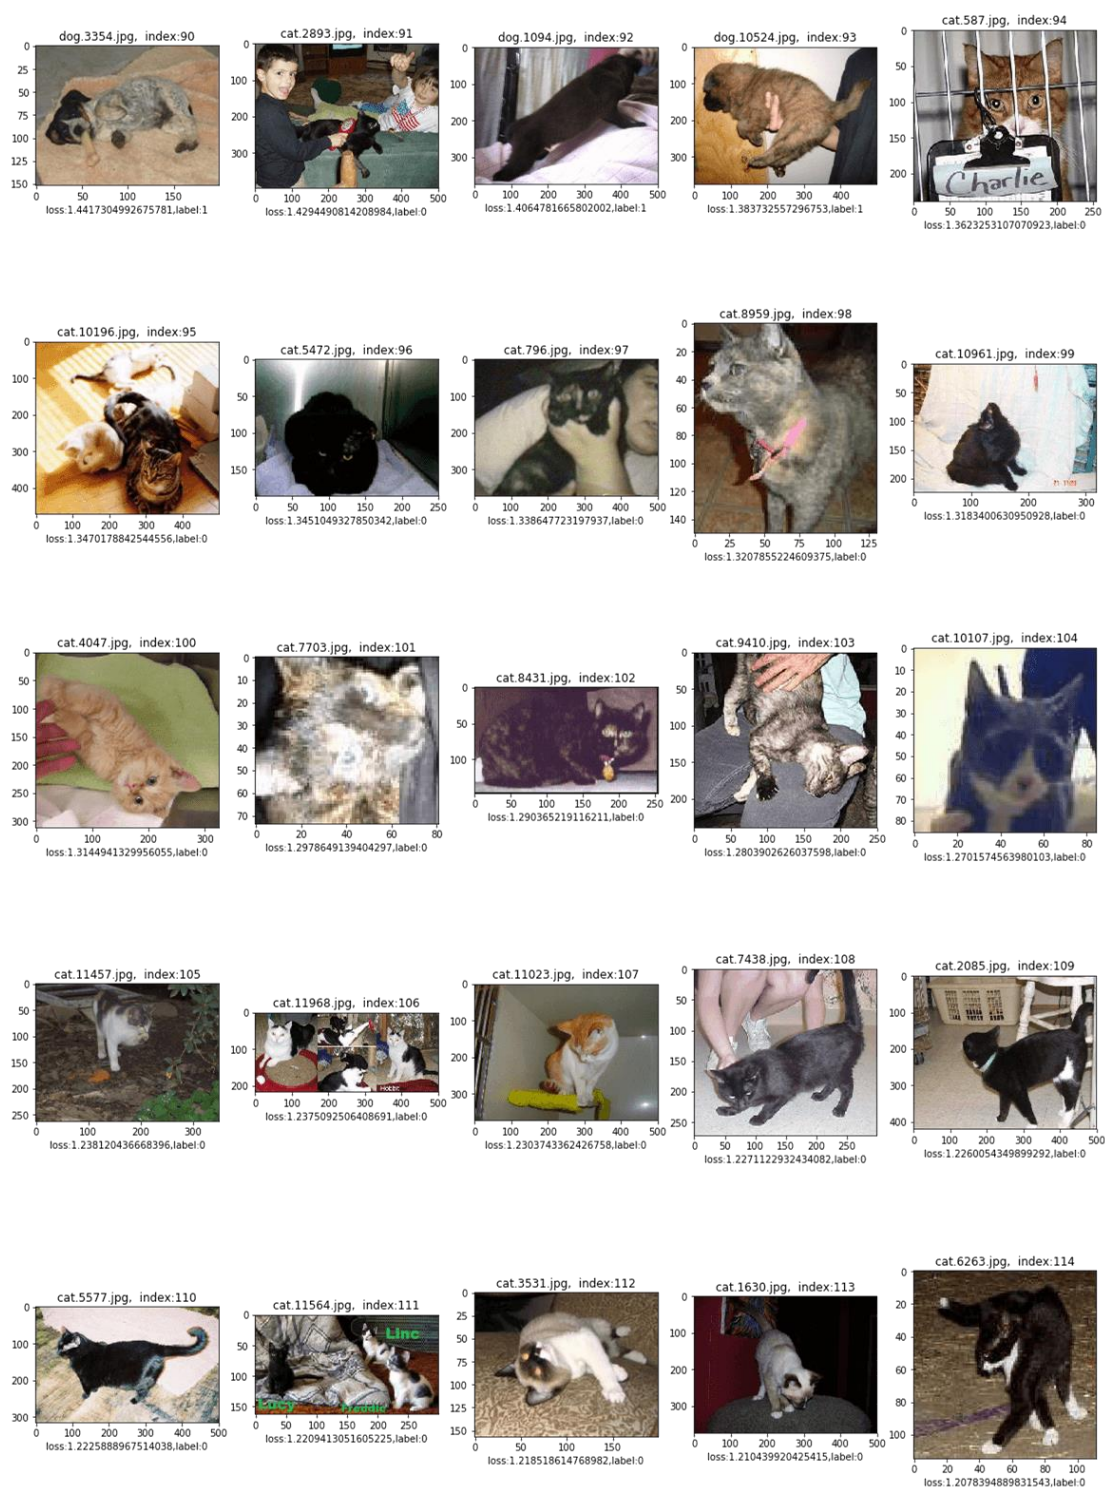 dog.3354.jpg,  index:90
loss:1.4417304992675781,label:1
cat.2893.jpg,  index:91
loss:1.4294490814208984,label:0
dog.1094.jpg,  index:92
loss:1.4064781665802002,label:1
dog.10524.jpg,  index:93
loss:1.383732557296753,label:1
cat.587.jpg,  index:94
Charlie
loss:1.3623253107070923,label:0
cat.10196.jpg,  index:95
loss:1.3470178842544556,label:0
cat.5472.jpg,  index:96
loss:1.3451049327850342,label:0
cat.796.jpg,  index:97
loss:1.338647723197937,label:0
cat.8959.jpg,  index:98
loss:1.3207855224609375,label:0
cat.10961.jpg,  index:99
loss:1.3183400630950928,label:0
cat.4047.jpg,  index:100
loss:1.3144941329956055,label:0
cat.7703.jpg,  index:101
loss:1.2978649139404297,label:0
cat.8431.jpg,  index:102
loss:1.290365219116211,label:0
cat.9410.jpg,  index:103
loss:1.2803902626037598,label:0
cat.10107.jpg,  index:104
loss:1.2701574563980103,label:0
cat.11457.jpg,  index:105
loss:1.238120436668396,label:0
cat.11968.jpg,  index:106
loss:1.2375092506408691,label:0
cat.11023.jpg,  index:107
loss:1.2303743362426758,label:0
cat.7438.jpg,  index:108
loss:1.2271122932434082,label:0
cat.2085.jpg,  index:109
loss:1.2260054349899292,label:0
cat.5577.jpg,  index:110
loss:1.2225888967514038,label:0
cat.11564.jpg,  index:111
Linc
Lucy
Freddie
loss:1.2209413051605225,label:0
cat.3531.jpg,  index:112
loss:1.218518614768982,label:0
cat.1630.jpg,  index:113
loss:1.210439920425415,label:0
cat.6263.jpg,  index:114
loss:1.2078394889831543,label:0